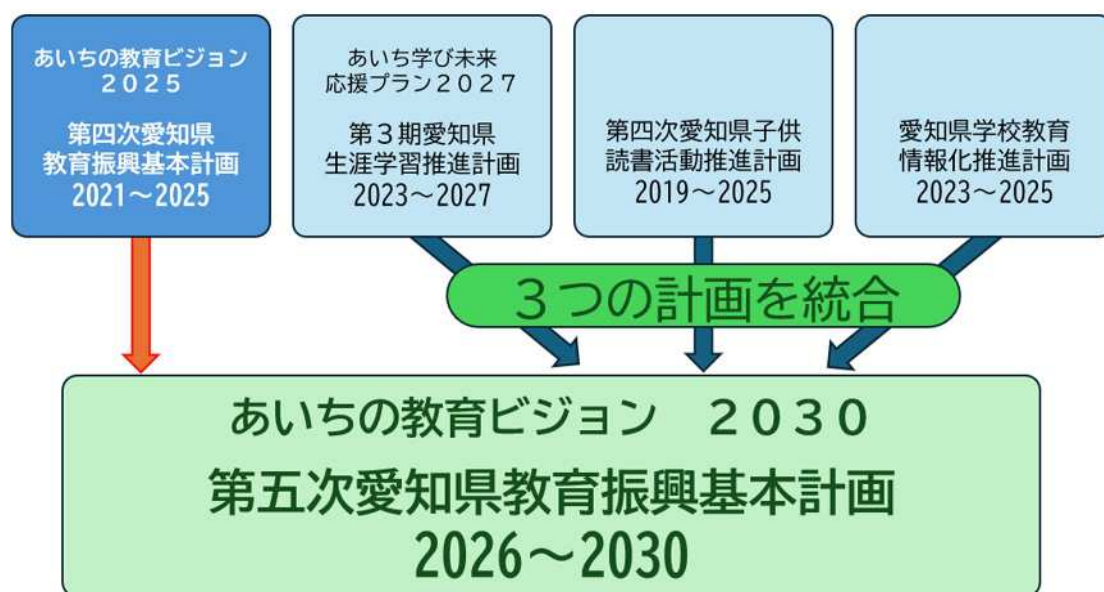 あいちの教育ビジョン
２０２５
第四次愛知県
教育振興基本計画
2021～2025
あいち学び未来
応援プラン２０２７
第３期愛知県
生涯学習推進計画
2023～2027
第四次愛知県子供
読書活動推進計画
2019～2025
愛知県学校教育
情報化推進計画
2023～2025
３つの計画を統合
あいちの教育ビジョン　２０３０
第五次愛知県教育振興基本計画
2026～2030